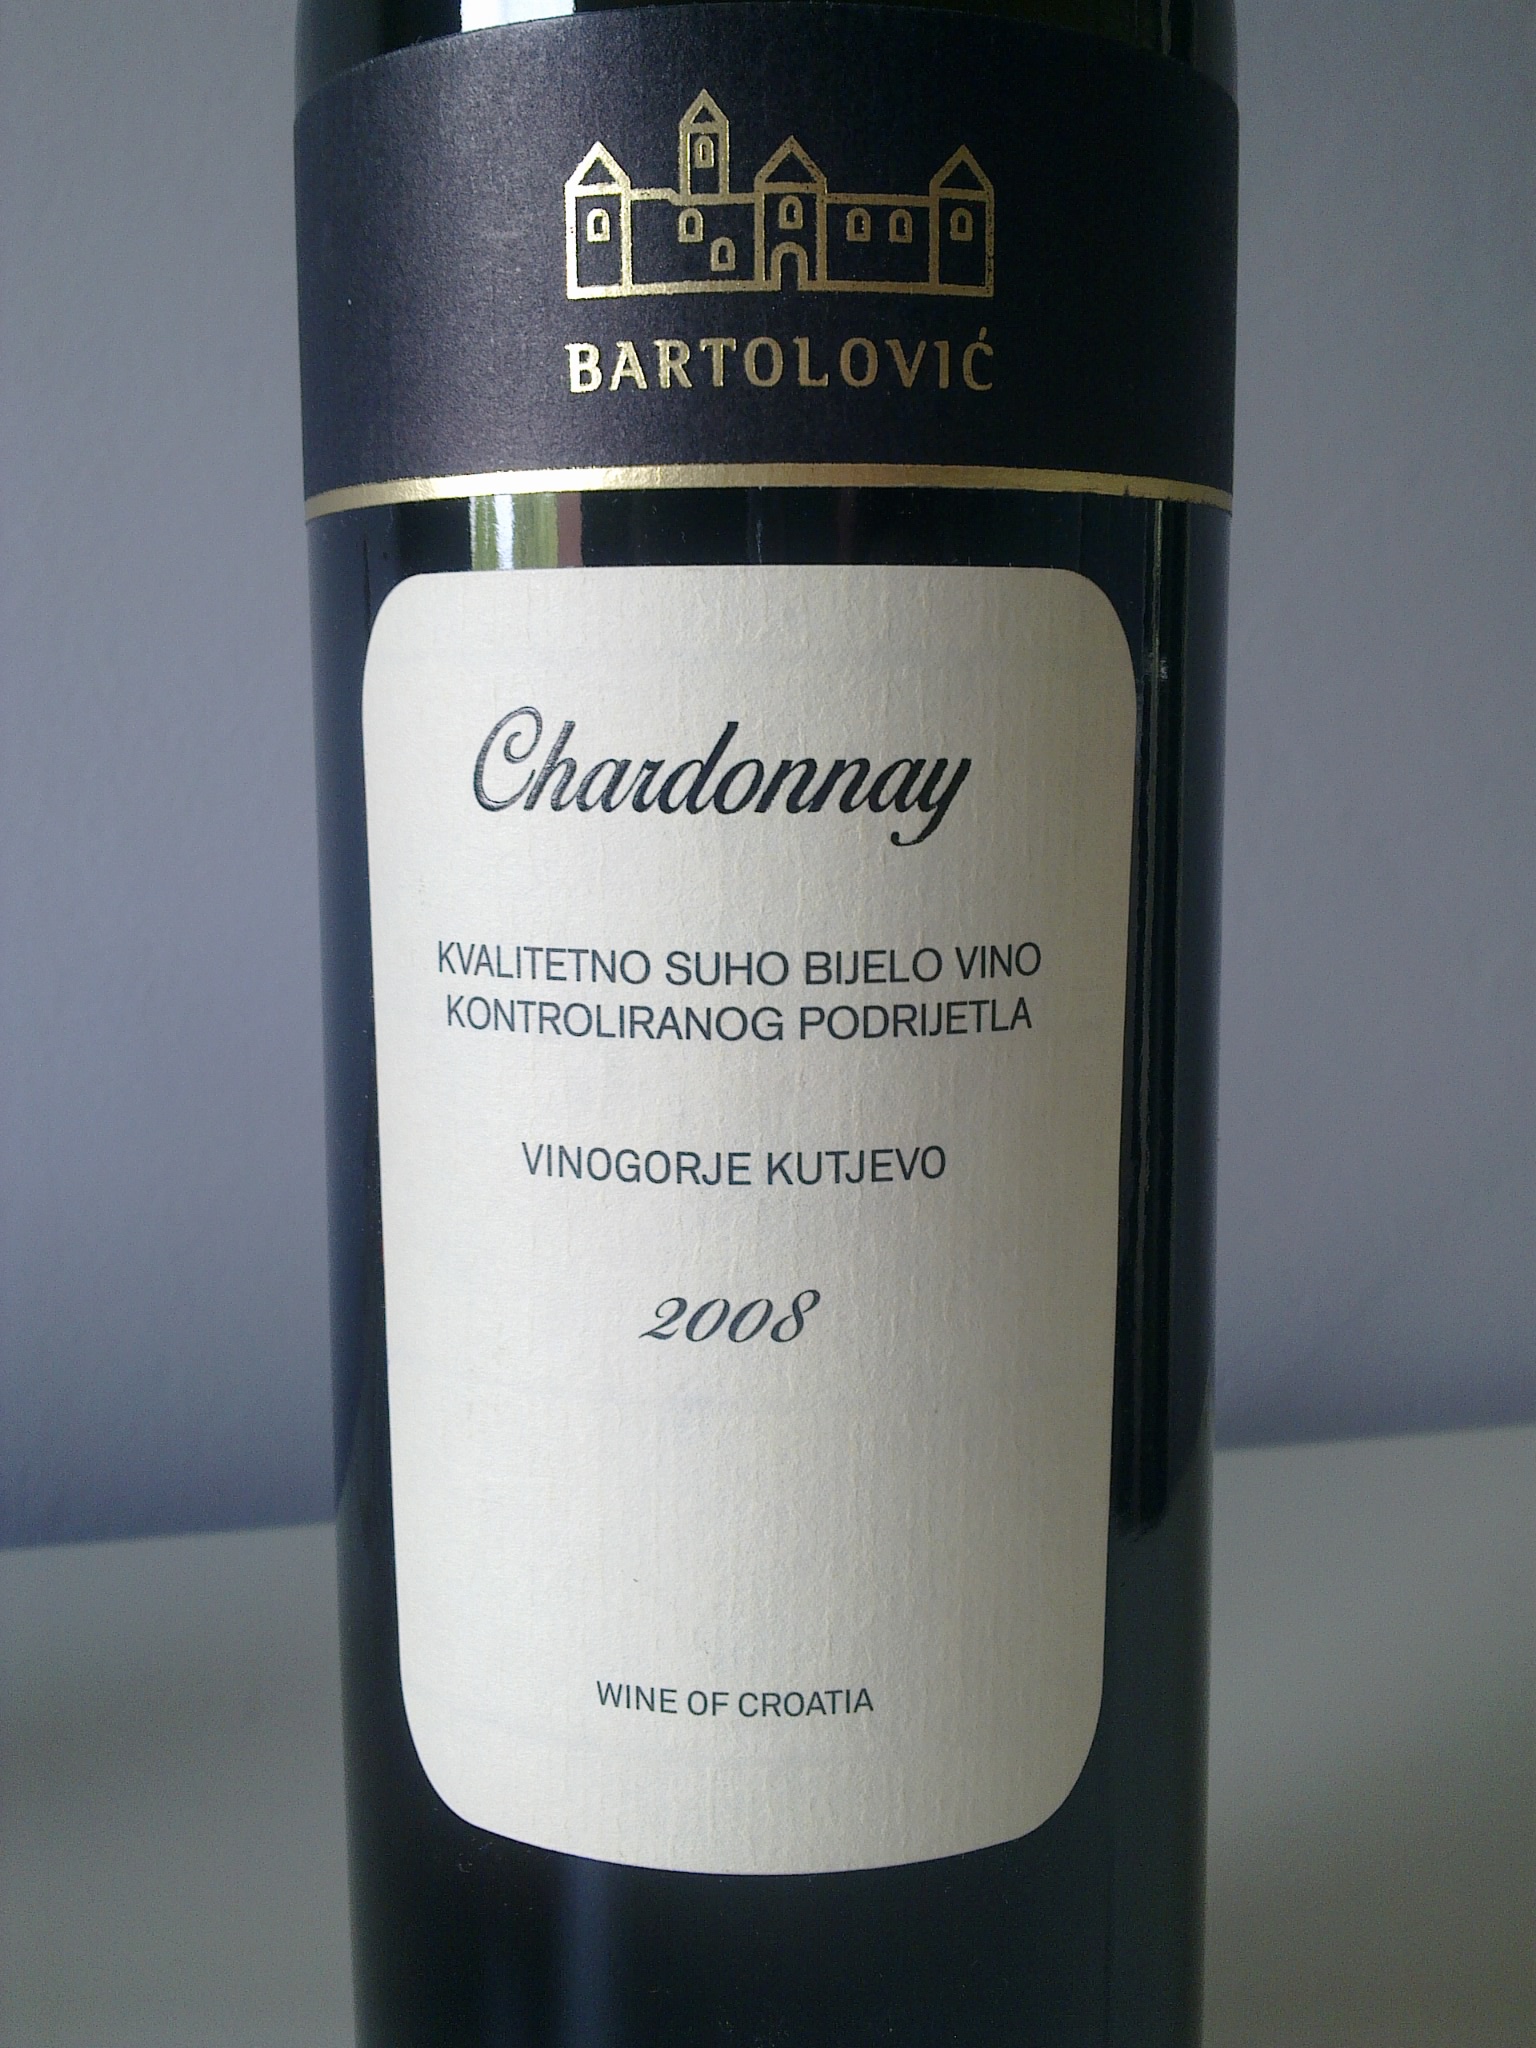 BARTOLOVIĆ
Chardonnay
KVALITETNO SUHO BIJELO VINO
KONTROLIRANOG PODRIJETLA
VINOGORJE KUTJEVO
2008
WINE OF CROATIA